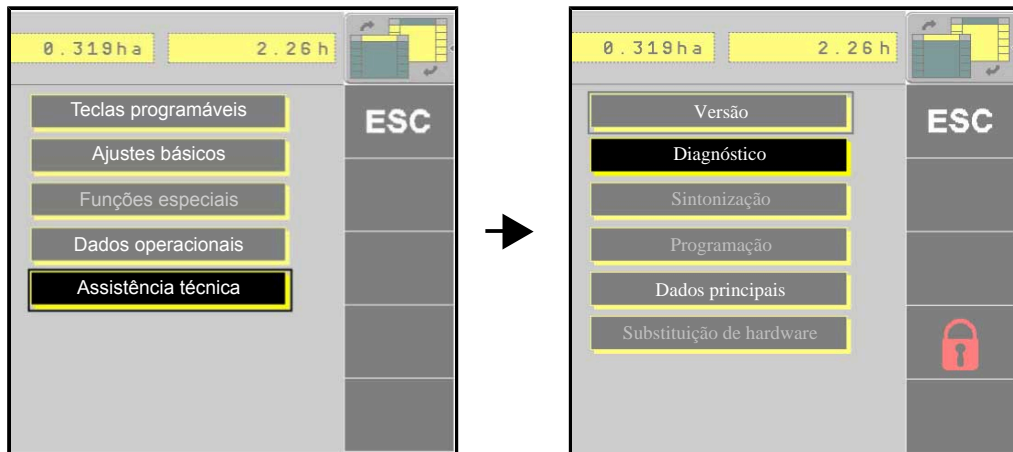 0.319ha 2.26h
Teclas programáveis
ESC
Ajustes básicos
Funções especiais
Dados operacionais
Assistência técnica
0.319ha 2.26h
Versão
ESC
Diagnóstico
Sintonização
Programação
Dados principais
Substituição de hardware